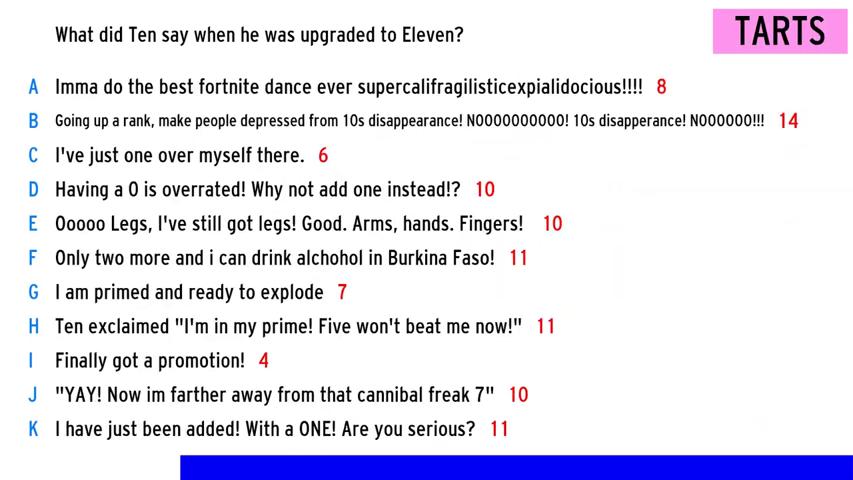 What did Ten say when he was upgraded to Eleven?
TARTS
A Imma do the best fortnite dance ever supercalifragilisticexpialidocious!!!! 8
B Going up a rank, make people depressed from 10s disappearance! NOOOOOOOOOO! 10s disapperance! NOOOOOO!!! 14
C I've just one over myself there. 6
D Having a 0 is overrated! Why not add one instead!? 10
E Ooooo Legs, I've still got legs! Good. Arms, hands. Fingers! 10
F Only two more and i can drink alchohol in Burkina Faso! 11
G I am primed and ready to explode 7
H Ten exclaimed "I'm in my prime! Five won't beat me now!" 11
I Finally got a promotion! 4
J "YAY! Now im farther away from that cannibal freak 7" 10
K I have just been added! With a ONE! Are you serious? 11